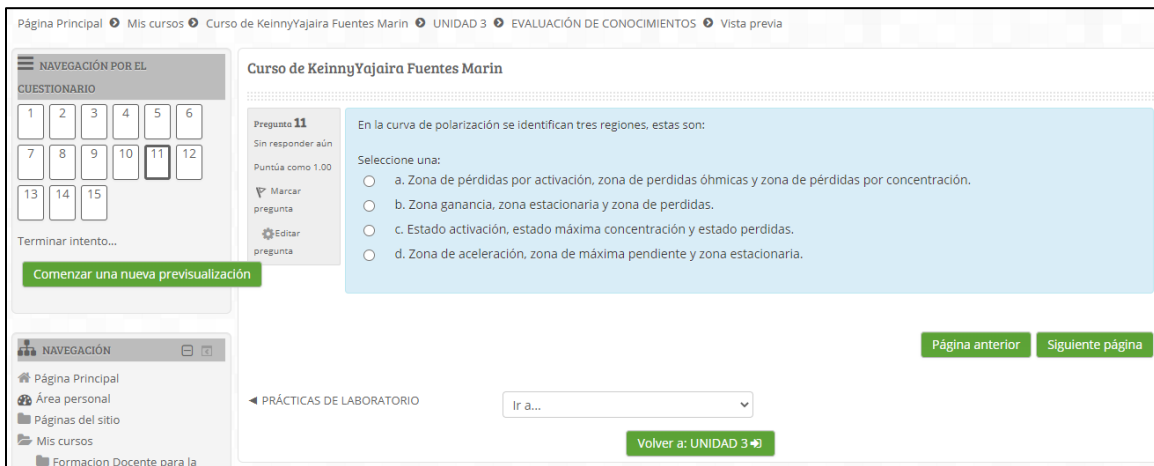 Página Principal Mis cursos Curso de KeinnyYajaira Fuentes Marin UNIDAD 3 EVALUACIÓN DE CONOCIMIENTOS Vista previa
NAVEGACIÓN POR EL
CUESTIONARIO
1 2 3 4 5 6
7 8 9 10 11 12
13 14 15
Terminar intento...
Comenzar una nueva previsualización
NAVEGACIÓN
Página Principal
Área personal
Páginas del sitio
Mis cursos
Formacion Docente para la
Curso de KeinnyYajaira Fuentes Marin
Pregunta 11
Sin responder aún
Puntúa como 1.00
Marcar
pregunta
Editar
pregunta
En la curva de polarización se identifican tres regiones, estas son:
Seleccione una:
a. Zona de pérdidas por activación, zona de perdidas óhmicas y zona de pérdidas por concentración.
b. Zona ganancia, zona estacionaria y zona de perdidas.
c. Estado activación, estado máxima concentración y estado perdidas.
d. Zona de aceleración, zona de máxima pendiente y zona estacionaria.
Página anterior Siguiente página
◄ PRÁCTICAS DE LABORATORIO
Ir a...
Volver a: UNIDAD 3